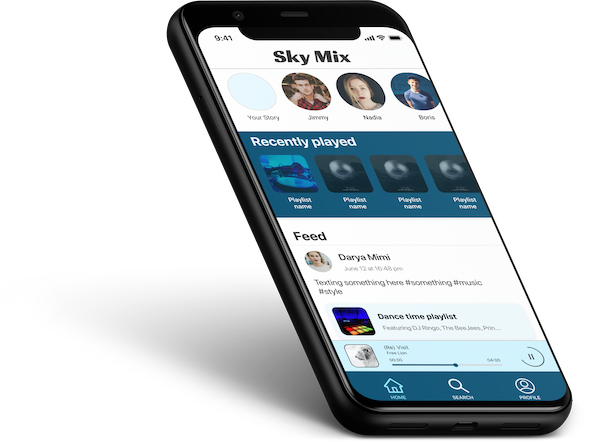 9:41
Sky Mix
Your Story
Jimmy
Nadia
Boris
Recently played
Playlist
name
Playlist
name
Playlist
name
Playlist
name
Feed
Darya Mimi
June 12 at 16:48 pm
Texting something here #something #music
#style
Dance time playlist
Featuring DJ Ringo, The BeeJees, Prin...
(Re) Visit
Free Lion
00:00
04:55
HOME
SEARCH
PROFILE